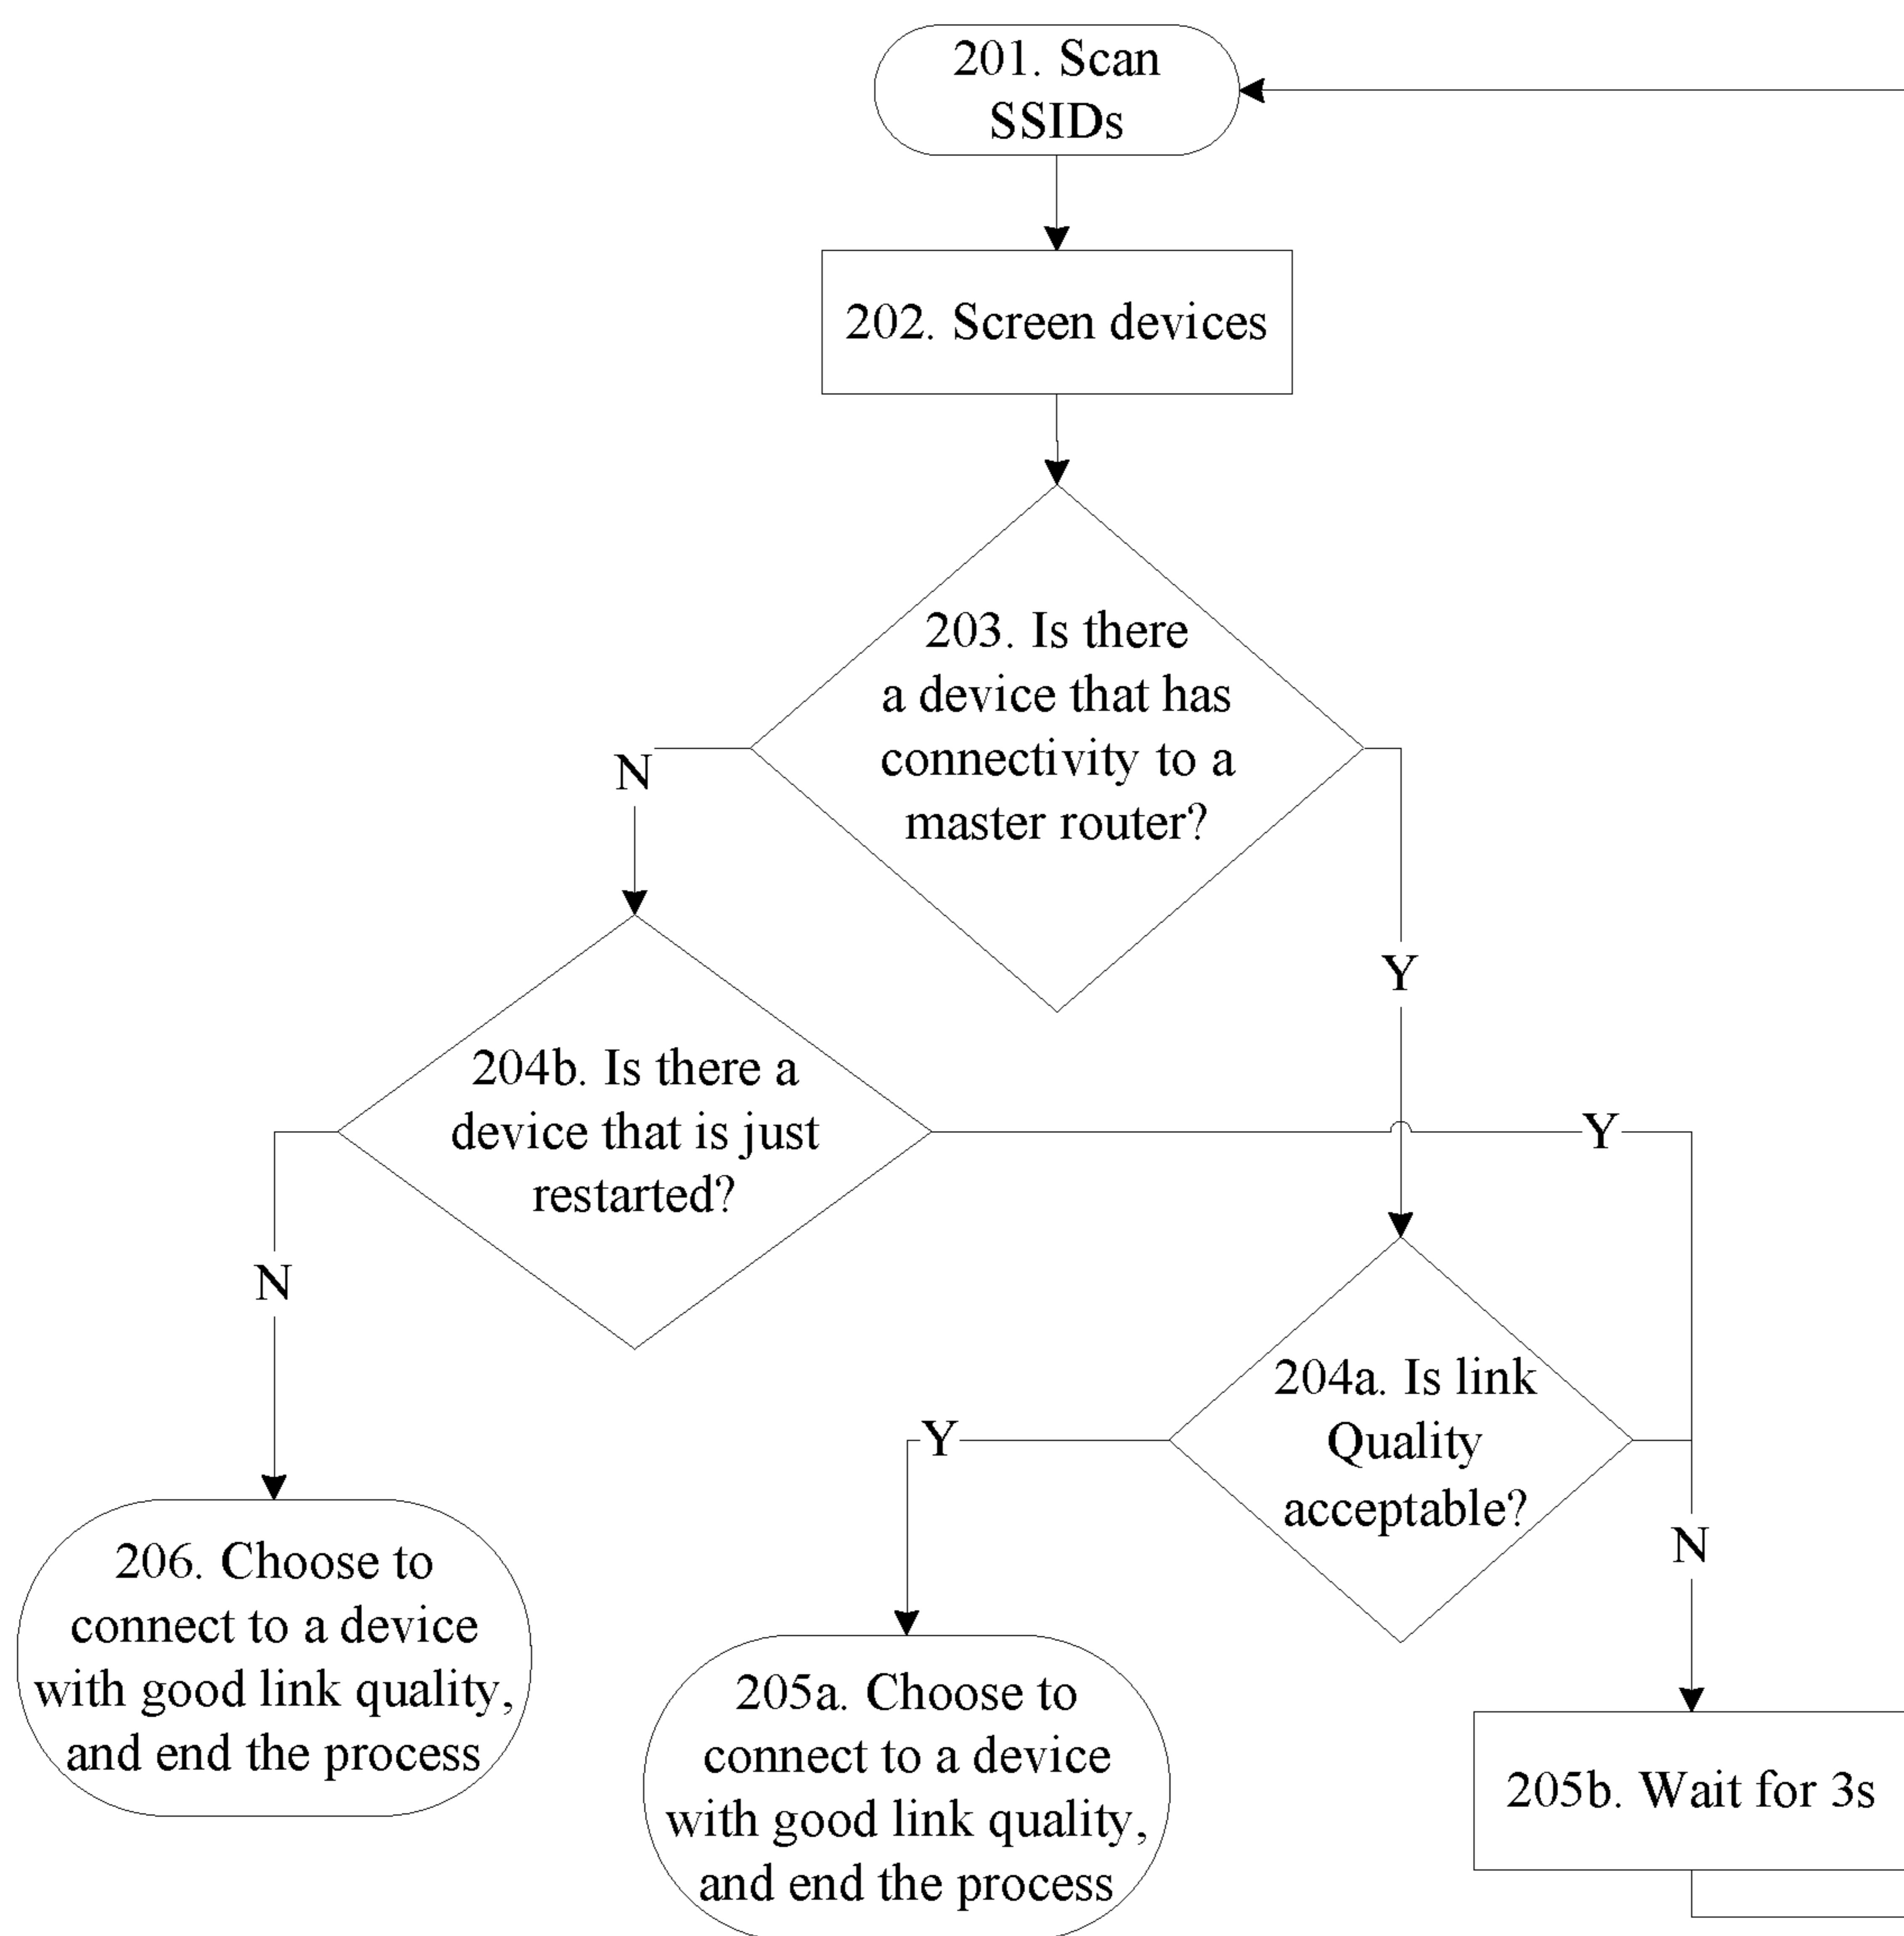 201. Scan
SSIDs
202. Screen devices
203. Is there
a device that has
connectivity to a
master router?
N
Y
204b. Is there a
device that is just
restarted?
Y
N
204a. Is link
Quality
acceptable?
Y
N
206. Choose to
connect to a device
with good link quality,
and end the process
205a. Choose to
connect to a device
with good link quality,
and end the process
205b. Wait for 3s